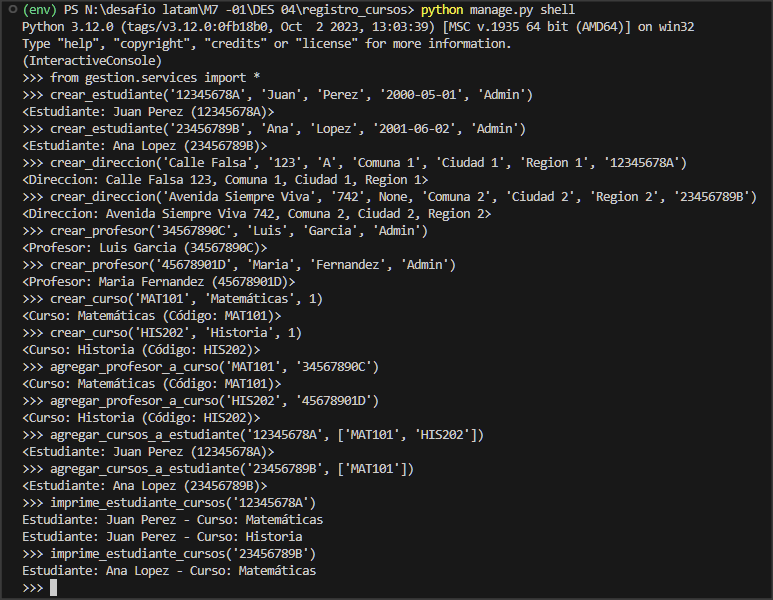 (env) PS N:\desafio latam\M7 -01\DES 04\registro_cursos> python manage.py shell
Python 3.12.0 (tags/v3.12.0:0fb18b0, Oct  2 2023, 13:03:39) [MSC v.1935 64 bit (AMD64)] on win32
Type "help", "copyright", "credits" or "license" for more information.
(InteractiveConsole)
>>> from gestion.services import *
>>> crear_estudiante('12345678A', 'Juan', 'Perez', '2000-05-01', 'Admin')
<Estudiante: Juan Perez (12345678A)>
>>> crear_estudiante('23456789B', 'Ana', 'Lopez', '2001-06-02', 'Admin')
<Estudiante: Ana Lopez (23456789B)>
>>> crear_direccion('Calle Falsa', '123', 'A', 'Comuna 1', 'Ciudad 1', 'Region 1', '12345678A')
<Direccion: Calle Falsa 123, Comuna 1, Ciudad 1, Region 1>
>>> crear_direccion('Avenida Siempre Viva', '742', None, 'Comuna 2', 'Ciudad 2', 'Region 2', '23456789B')
<Direccion: Avenida Siempre Viva 742, Comuna 2, Ciudad 2, Region 2>
>>> crear_profesor('34567890C', 'Luis', 'Garcia', 'Admin')
<Profesor: Luis Garcia (34567890C)>
>>> crear_profesor('45678901D', 'Maria', 'Fernandez', 'Admin')
<Profesor: Maria Fernandez (45678901D)>
>>> crear_curso('MAT101', 'Matemáticas', 1)
<Curso: Matemáticas (Código: MAT101)>
>>> crear_curso('HIS202', 'Historia', 1)
<Curso: Historia (Código: HIS202)>
>>> agregar_profesor_a_curso('MAT101', '34567890C')
<Curso: Matemáticas (Código: MAT101)>
>>> agregar_profesor_a_curso('HIS202', '45678901D')
<Curso: Historia (Código: HIS202)>
>>> agregar_cursos_a_estudiante('12345678A', ['MAT101', 'HIS202'])
<Estudiante: Juan Perez (12345678A)>
>>> agregar_cursos_a_estudiante('23456789B', ['MAT101'])
<Estudiante: Ana Lopez (23456789B)>
>>> imprime_estudiante_cursos('12345678A')
Estudiante: Juan Perez - Curso: Matemáticas
Estudiante: Juan Perez - Curso: Historia
>>> imprime_estudiante_cursos('23456789B')
Estudiante: Ana Lopez - Curso: Matemáticas
>>>